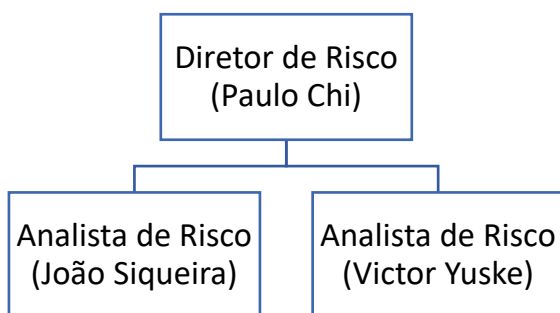 Diretor de Risco
(Paulo Chi)
Analista de Risco
(João Siqueira)
Analista de Risco
(Victor Yuske)